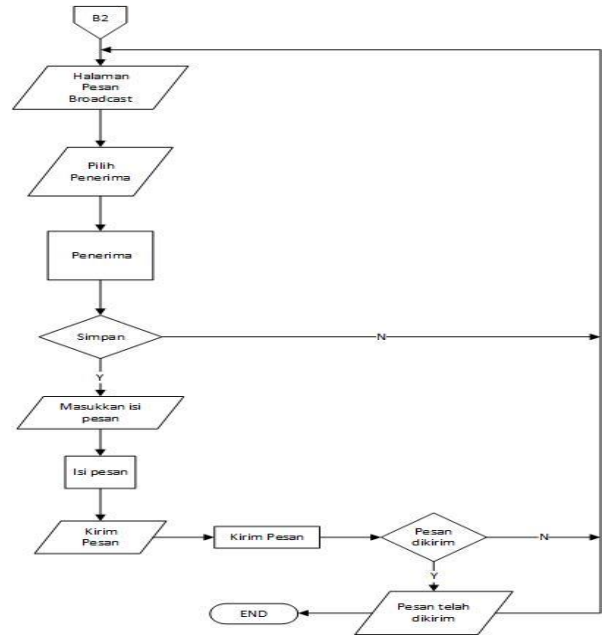 B2
Halaman
Pesan
Broadcast
Pilih
Penerima
Penerima
Simpan
N
Y
Masukkan isi
pesan
Isi pesan
Kirim
Pesan
Kirim Pesan
Pesan
dikirim
N
Y
Pesan telah
dikirim
END